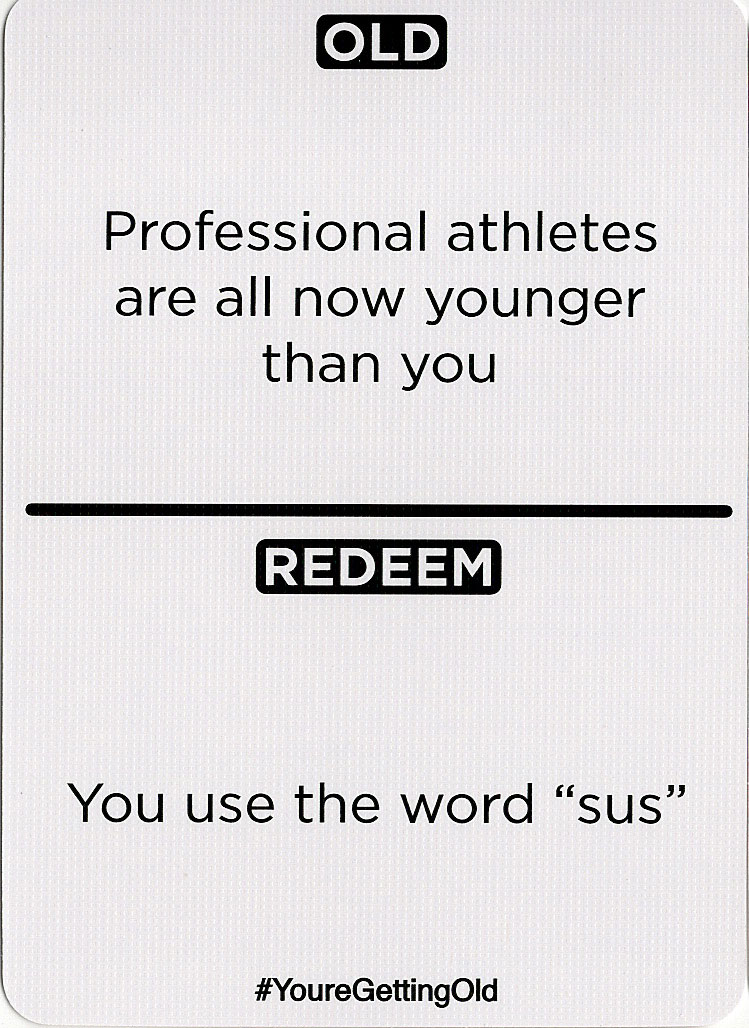 OLD
Professional athletes
are all now younger
than you
REDEEM
You use the word “sus”
#YoureGettingOld